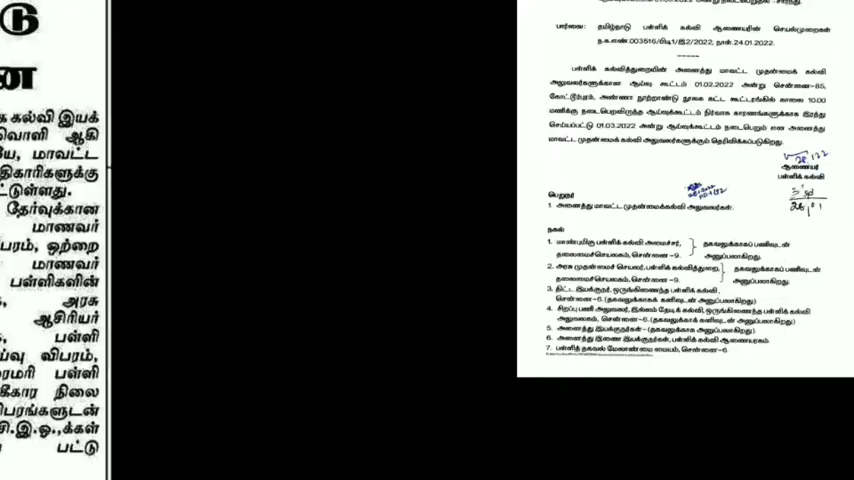 டு
ன
க கல்வி இயக்
வொளி ஆகி
யே, மாவட்ட
திகாரிகளுக்கு
ட்டுள்ளது.
தேர்வுக்கான
மாணவர்
பரம், ஒற்றை
மாணவர்
பள்ளிகளின்
அரசு
ஆசிரியர்
பள்ளி
ய்வு விபரம்,
ரைமரி பள்ளி
கீகார நிலை
பரங்களுடன்
சி.இ.ஓ.,க்கள்
பட்டு
பார்வை: தமிழ்நாடு பள்ளிக் கல்வி ஆணையரின் செயல்முறைகள்
ந.க.எண்.003516/பிடி1/இ2/2022, நாள்.24.01.2022.
பள்ளிக் கல்வித்துறையின் அனைத்து மாவட்ட முதன்மைக் கல்வி
அலுவலர்களுக்கான ஆய்வு கூட்டம் 01.02.2022 அன்று சென்னை-85,
கோட்டூர்புரம், அண்ணா நூற்றாண்டு நூலக கட்ட கூட்டரங்கில் காலை 10.00
மணிக்கு நடைபெறவிருந்த ஆய்வுக்கூட்டம் நிர்வாக காரணங்களுக்காக இரத்து
செய்யப்பட்டு 01.03.2022 அன்று ஆய்வுக்கூட்டம் நடைபெறும் என அனைத்து
மாவட்ட முதன்மைக் கல்வி அலுவலர்களுக்கும் தெரிவிக்கப்படுகிறது.
ஆணையர்
பள்ளிக் கல்வி
பெறுநர்
1. அனைத்து மாவட்ட முதன்மைக்கல்வி அலுவலர்கள்.
நகல்
1. மாண்புமிகு பள்ளிக் கல்வி அமைச்சர், தகவலுக்காகப் பணிவுடன்
தலைமைச்செயலகம், சென்னை-9. அனுப்பலாகிறது.
2. அரசு முதன்மைச் செயலர், பள்ளிக் கல்வித்துறை, தகவலுக்காகப் பணிவுடன்
தலைமைச்செயலகம், சென்னை-9. அனுப்பலாகிறது.
3. திட்ட இயக்குநர், ஒருங்கிணைந்த பள்ளிக் கல்வி,
சென்னை-6. (தகவலுக்காகக் கனிவுடன் அனுப்பலாகிறது)
4. சிறப்பு பணி அலுவலர், இல்லம் தேடிக் கல்வி, ஒருங்கிணைந்த பள்ளிக் கல்வி
அலுவலகம், சென்னை-6. (தகவலுக்காகக் கனிவுடன் அனுப்பலாகிறது)
5. அனைத்து இயக்குநர்கள் - (தகவலுக்காக அனுப்பலாகிறது).
6. அனைத்து இணை இயக்குநர்கள், பள்ளிக் கல்வி ஆணையரகம்
7. பள்ளித் தகவல் மேலாண்மை மையம், சென்னை-6.